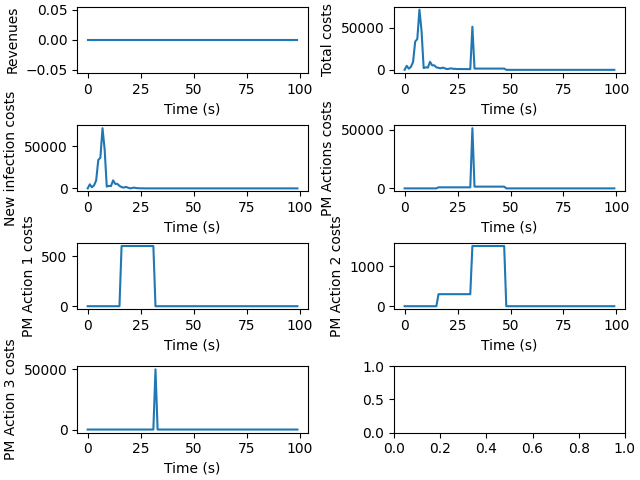 Revenues
0.05
0.00
−0.05
0 25 50 75 100
Time (s)
Total costs
50000
0
0 25 50 75 100
Time (s)
New infection costs
50000
0
0 25 50 75 100
Time (s)
PM Actions costs
50000
0
0 25 50 75 100
Time (s)
PM Action 1 costs
500
0
0 25 50 75 100
Time (s)
PM Action 2 costs
1000
0
0 25 50 75 100
Time (s)
PM Action 3 costs
50000
0
0 25 50 75 100
Time (s)
1.0
0.5
0.0
0.0 0.2 0.4 0.6 0.8 1.0